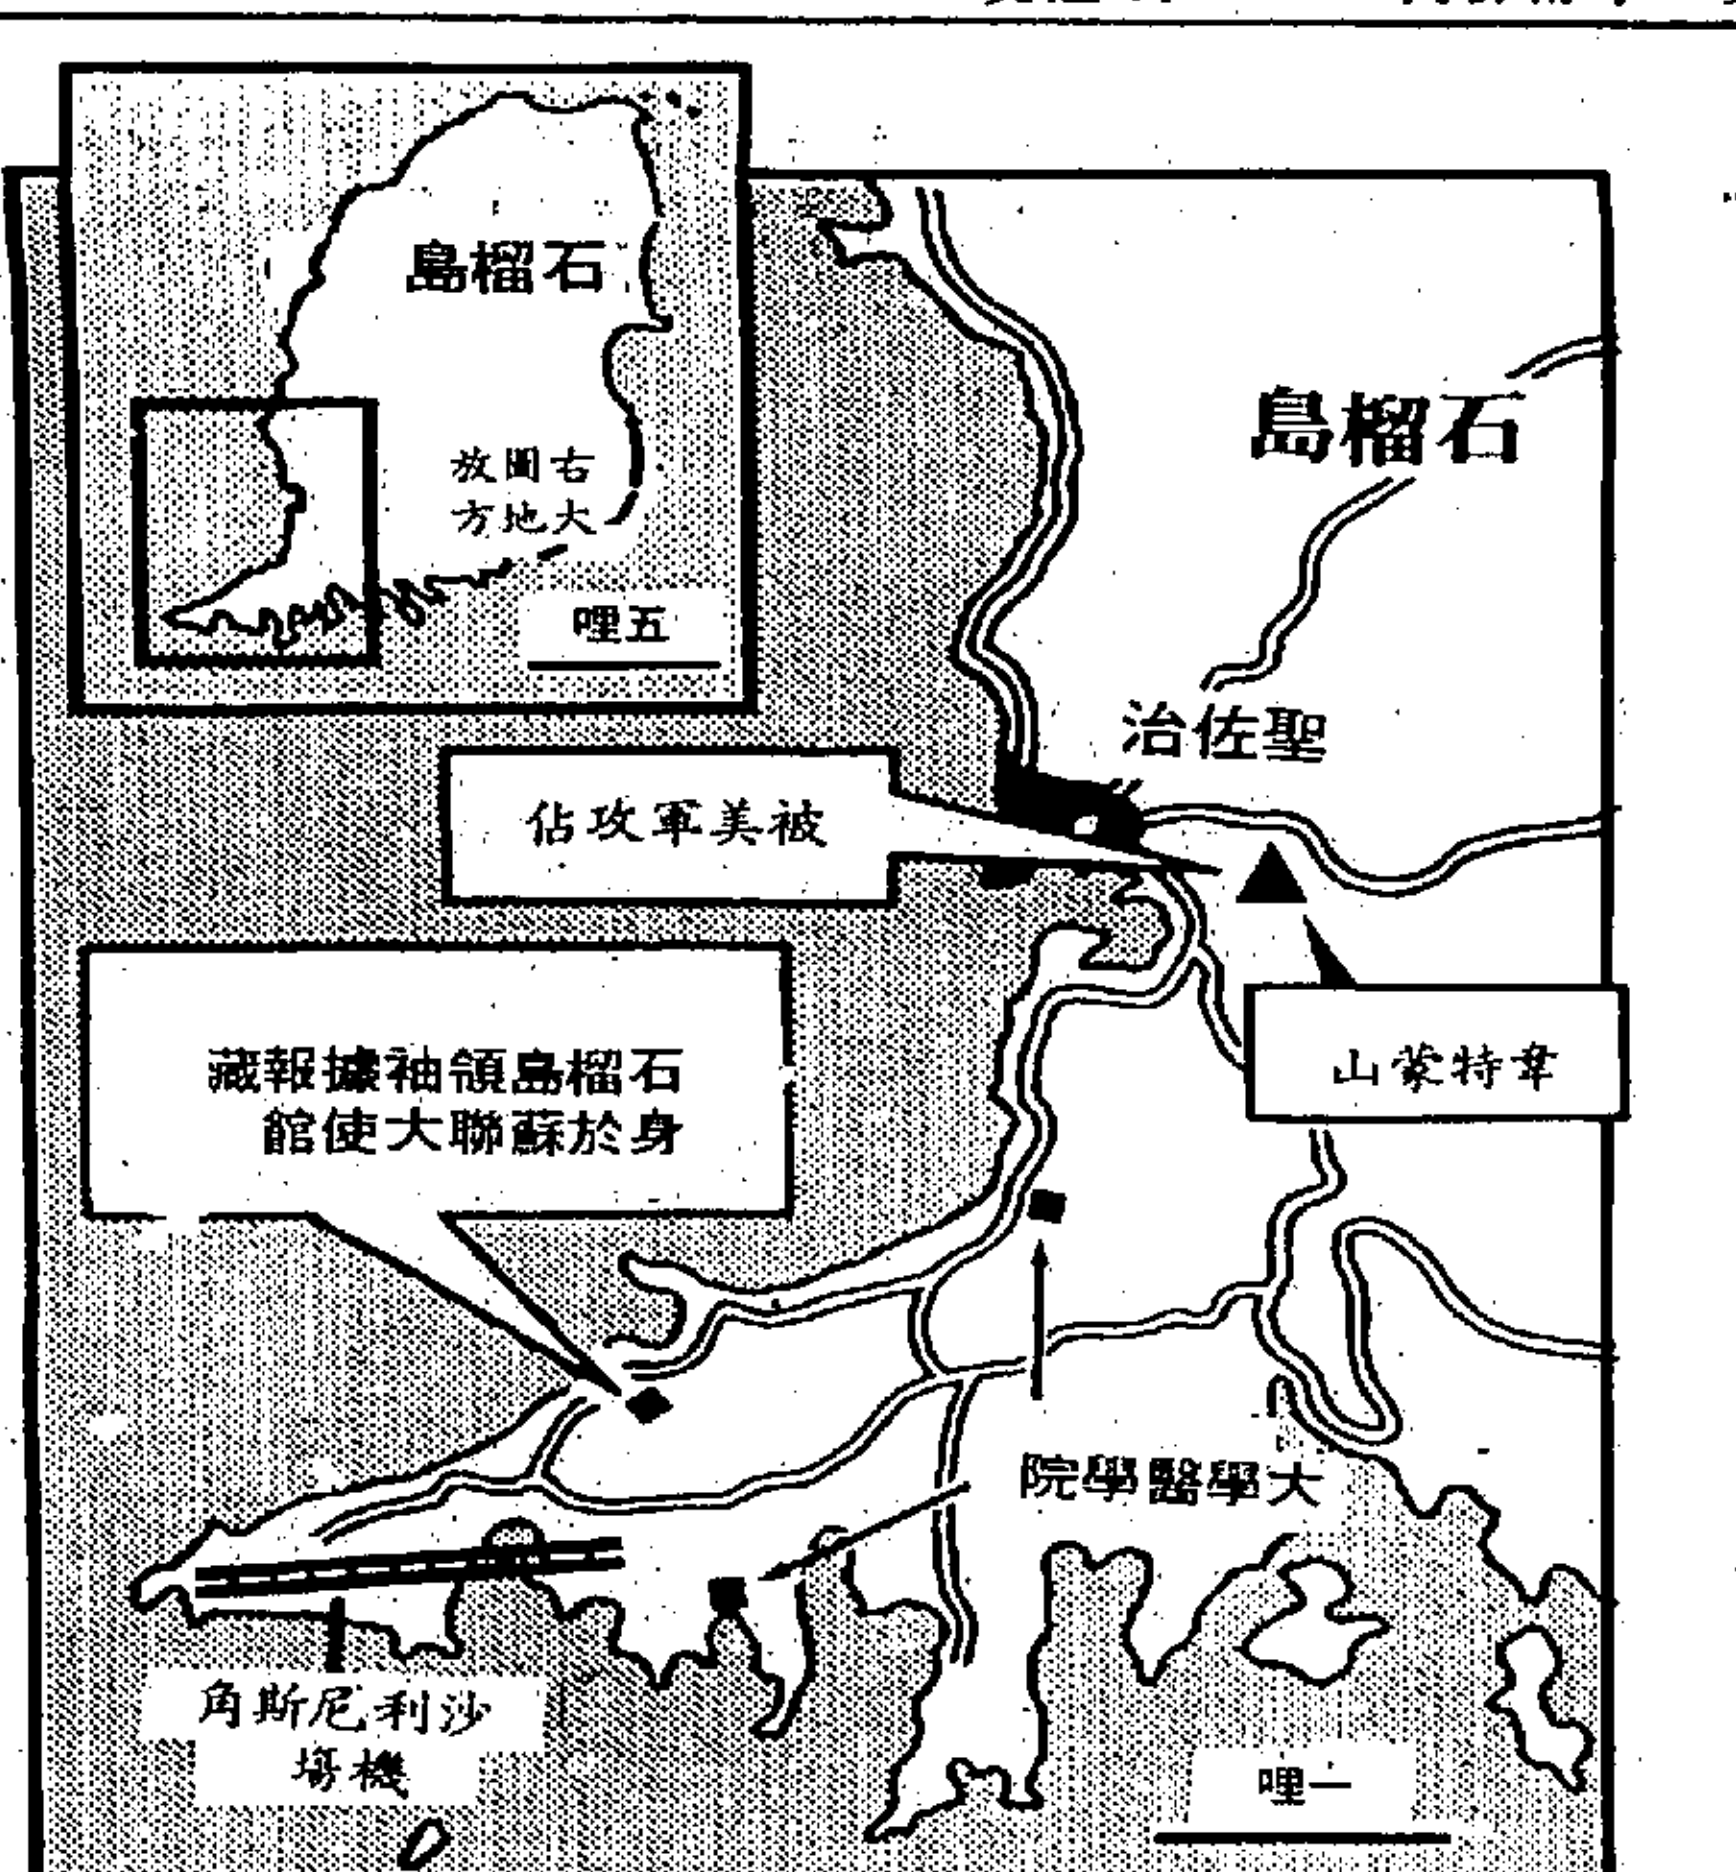 石榴島
右圖放
大地方
五哩
石榴島
聖佐治
被美軍攻佔
石榴島領袖據報藏
身於蘇聯大使館
韋特蒙山
大學醫學院
沙利尼斯角
機場
一哩